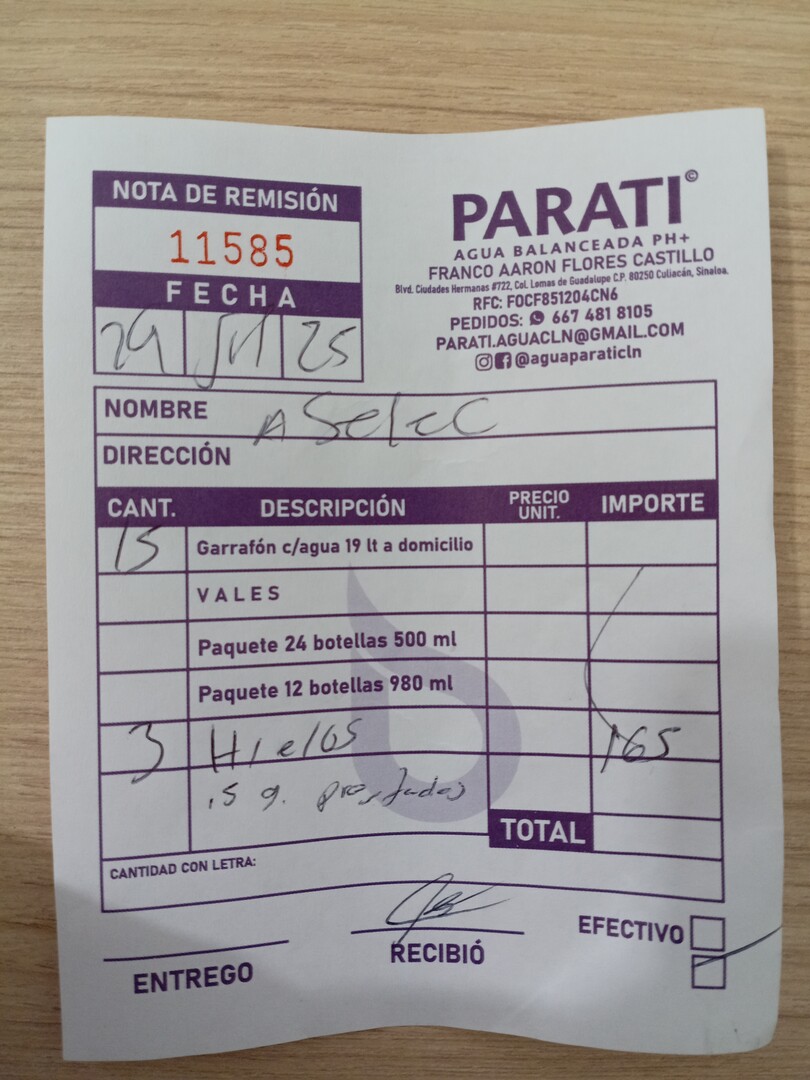 NOTA DE REMISIÓN
11585
FECHA
29 Jul 25
PARATI©
AGUA BALANCEADA PH+
FRANCO AARON FLORES CASTILLO
Blvd. Ciudades Hermanas #722, Col. Lomas de Guadalupe C.P. 80250 Culiacán, Sinaloa.
RFC: FOCF851204CN6
PEDIDOS: 667 481 8105
PARATI.AGUACLN@GMAIL.COM
@aguaparaticln
NOMBRE ASelec
DIRECCIÓN
CANT. DESCRIPCIÓN PRECIO UNIT. IMPORTE
15 Garrafón c/agua 19 lt a domicilio
VALES
Paquete 24 botellas 500 ml
Paquete 12 botellas 980 ml
3 Hielos 165
15 g. prestados
TOTAL
CANTIDAD CON LETRA:
ENTREGO
RECIBIÓ
EFECTIVO